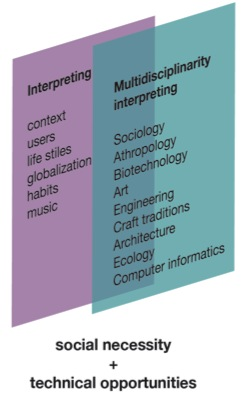 Interpreting
context
users
life stiles
globalization
habits
music
Multidisciplinarity
interpreting
Sociology
Athropology
Biotechnology
Art
Engineering
Craft traditions
Architecture
Ecology
Computer informatics
social necessity
+
technical opportunities